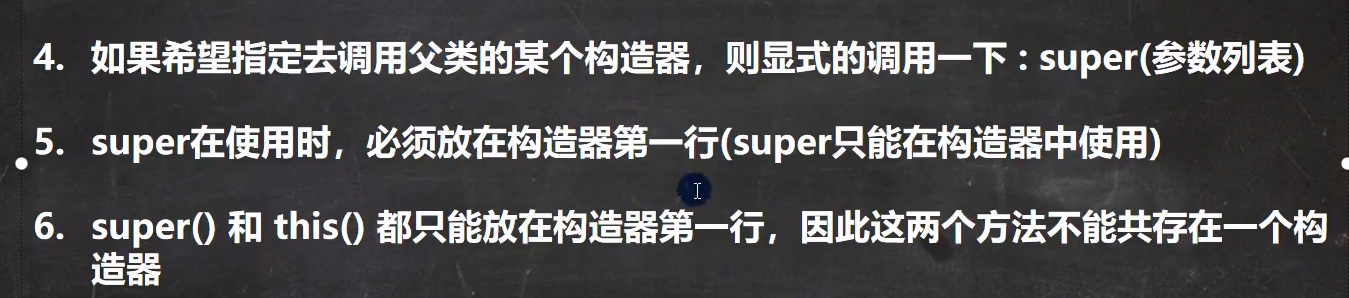 4. 如果希望指定去调用父类的某个构造器，则显式的调用一下 : super(参数列表)
5. super在使用时，必须放在构造器第一行(super只能在构造器中使用)
6. super() 和 this() 都只能放在构造器第一行，因此这两个方法不能共存在一个构
造器